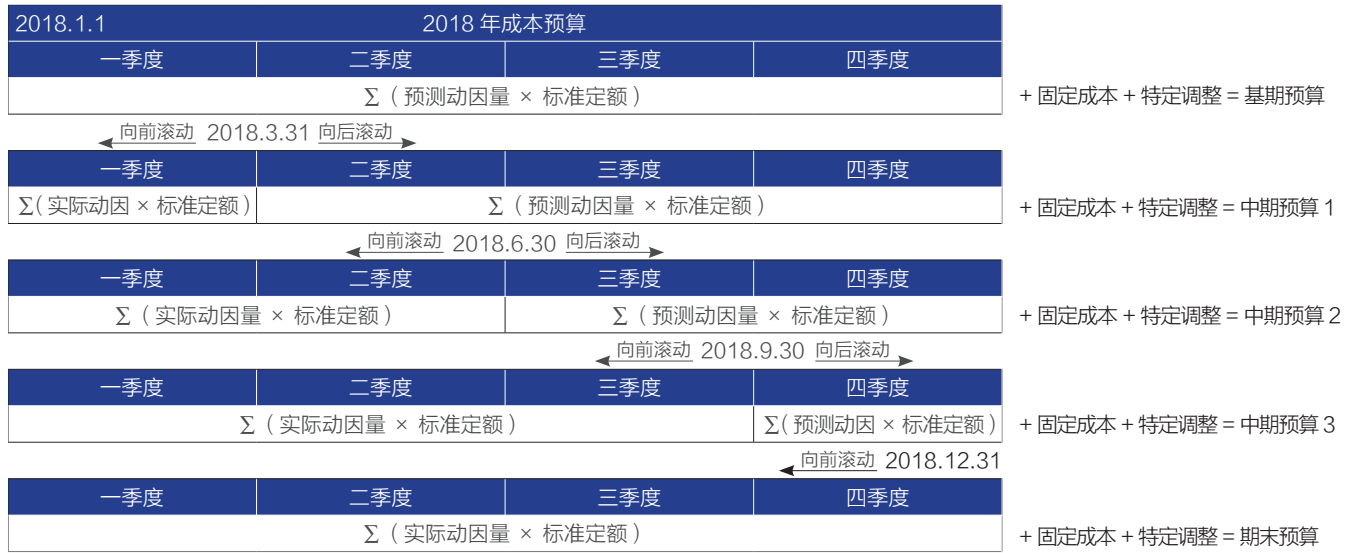 2018.1.1 2018 年成本预算
一季度 二季度 三季度 四季度
Σ（预测动因量 × 标准定额） + 固定成本 + 特定调整 = 基期预算
向前滚动 2018.3.31 向后滚动
一季度 二季度 三季度 四季度
Σ(实际动因 × 标准定额) Σ（预测动因量 × 标准定额） + 固定成本 + 特定调整 = 中期预算 1
向前滚动 2018.6.30 向后滚动
一季度 二季度 三季度 四季度
Σ（实际动因量 × 标准定额） Σ（预测动因量 × 标准定额） + 固定成本 + 特定调整 = 中期预算 2
向前滚动 2018.9.30 向后滚动
一季度 二季度 三季度 四季度
Σ（实际动因量 × 标准定额） Σ(预测动因 × 标准定额) + 固定成本 + 特定调整 = 中期预算 3
向前滚动 2018.12.31
一季度 二季度 三季度 四季度
Σ（实际动因量 × 标准定额） + 固定成本 + 特定调整 = 期末预算